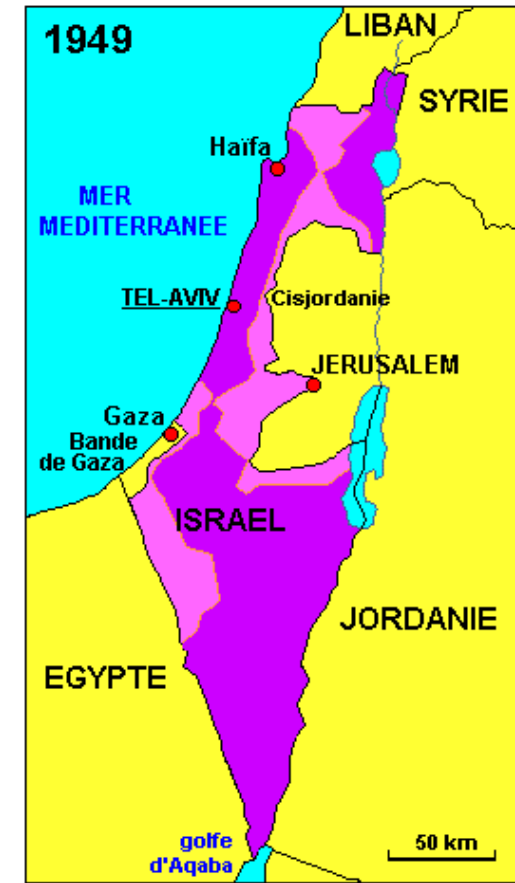 1949
LIBAN
SYRIE
Haïfa
MER
MEDITERRANEE
TEL-AVIV
Cisjordanie
JERUSALEM
Gaza
Bande
de Gaza
ISRAEL
JORDANIE
EGYPTE
golfe
d'Aqaba
50 km